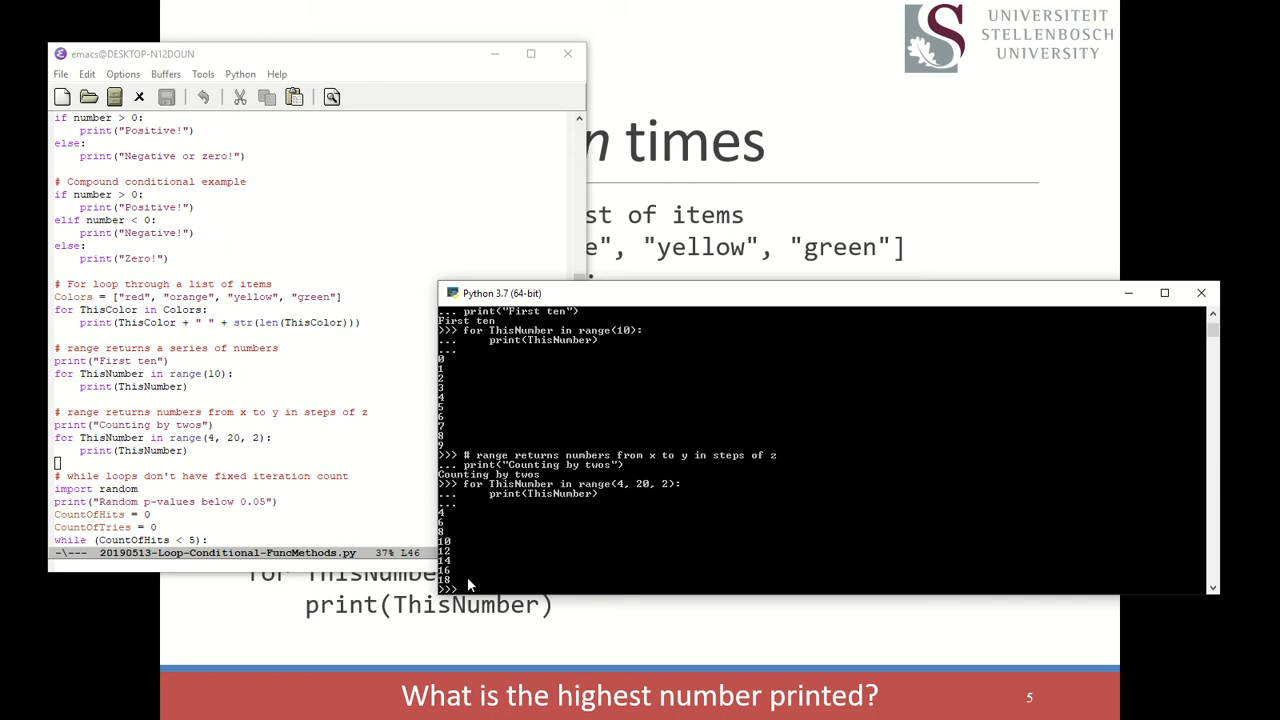 UNIVERSITEIT
STELLENBOSCH
UNIVERSITY
emacs@DESKTOP-N12DOUN
File Edit Options Buffers Tools Python Help
n times
if number > 0:
print("Positive!")
else:
print("Negative or zero!")
# Compound conditional example
if number > 0:
print("Positive!")
elif number < 0:
print("Negative!")
else:
print("Zero!")
# For loop through a list of items
Colors = ["red", "orange", "yellow", "green"]
for ThisColor in Colors:
print(ThisColor + " " + str(len(ThisColor)))
# range returns a series of numbers
print("First ten")
for ThisNumber in range(10):
print(ThisNumber)
# range returns numbers from x to y in steps of z
print("Counting by twos")
for ThisNumber in range(4, 20, 2):
print(ThisNumber)
# while loops don't have fixed iteration count
import random
print("Random p-values below 0.05")
CountOfHits = 0
CountOfTries = 0
while (CountOfHits < 5):
-\--- 20190513-Loop-Conditional-FuncMethods.py 37% L46
st of items
e", "yellow", "green"]
Python 3.7 (64-bit)
... print("First ten")
First ten
>>> for ThisNumber in range(10):
... print(ThisNumber)
...
0
1
2
3
4
5
6
7
8
9
>>> # range returns numbers from x to y in steps of z
... print("Counting by twos")
Counting by twos
>>> for ThisNumber in range(4, 20, 2):
... print(ThisNumber)
...
4
6
8
10
12
14
16
18
>>>
for ThisNumbe
print(ThisNumber)
What is the highest number printed?
5